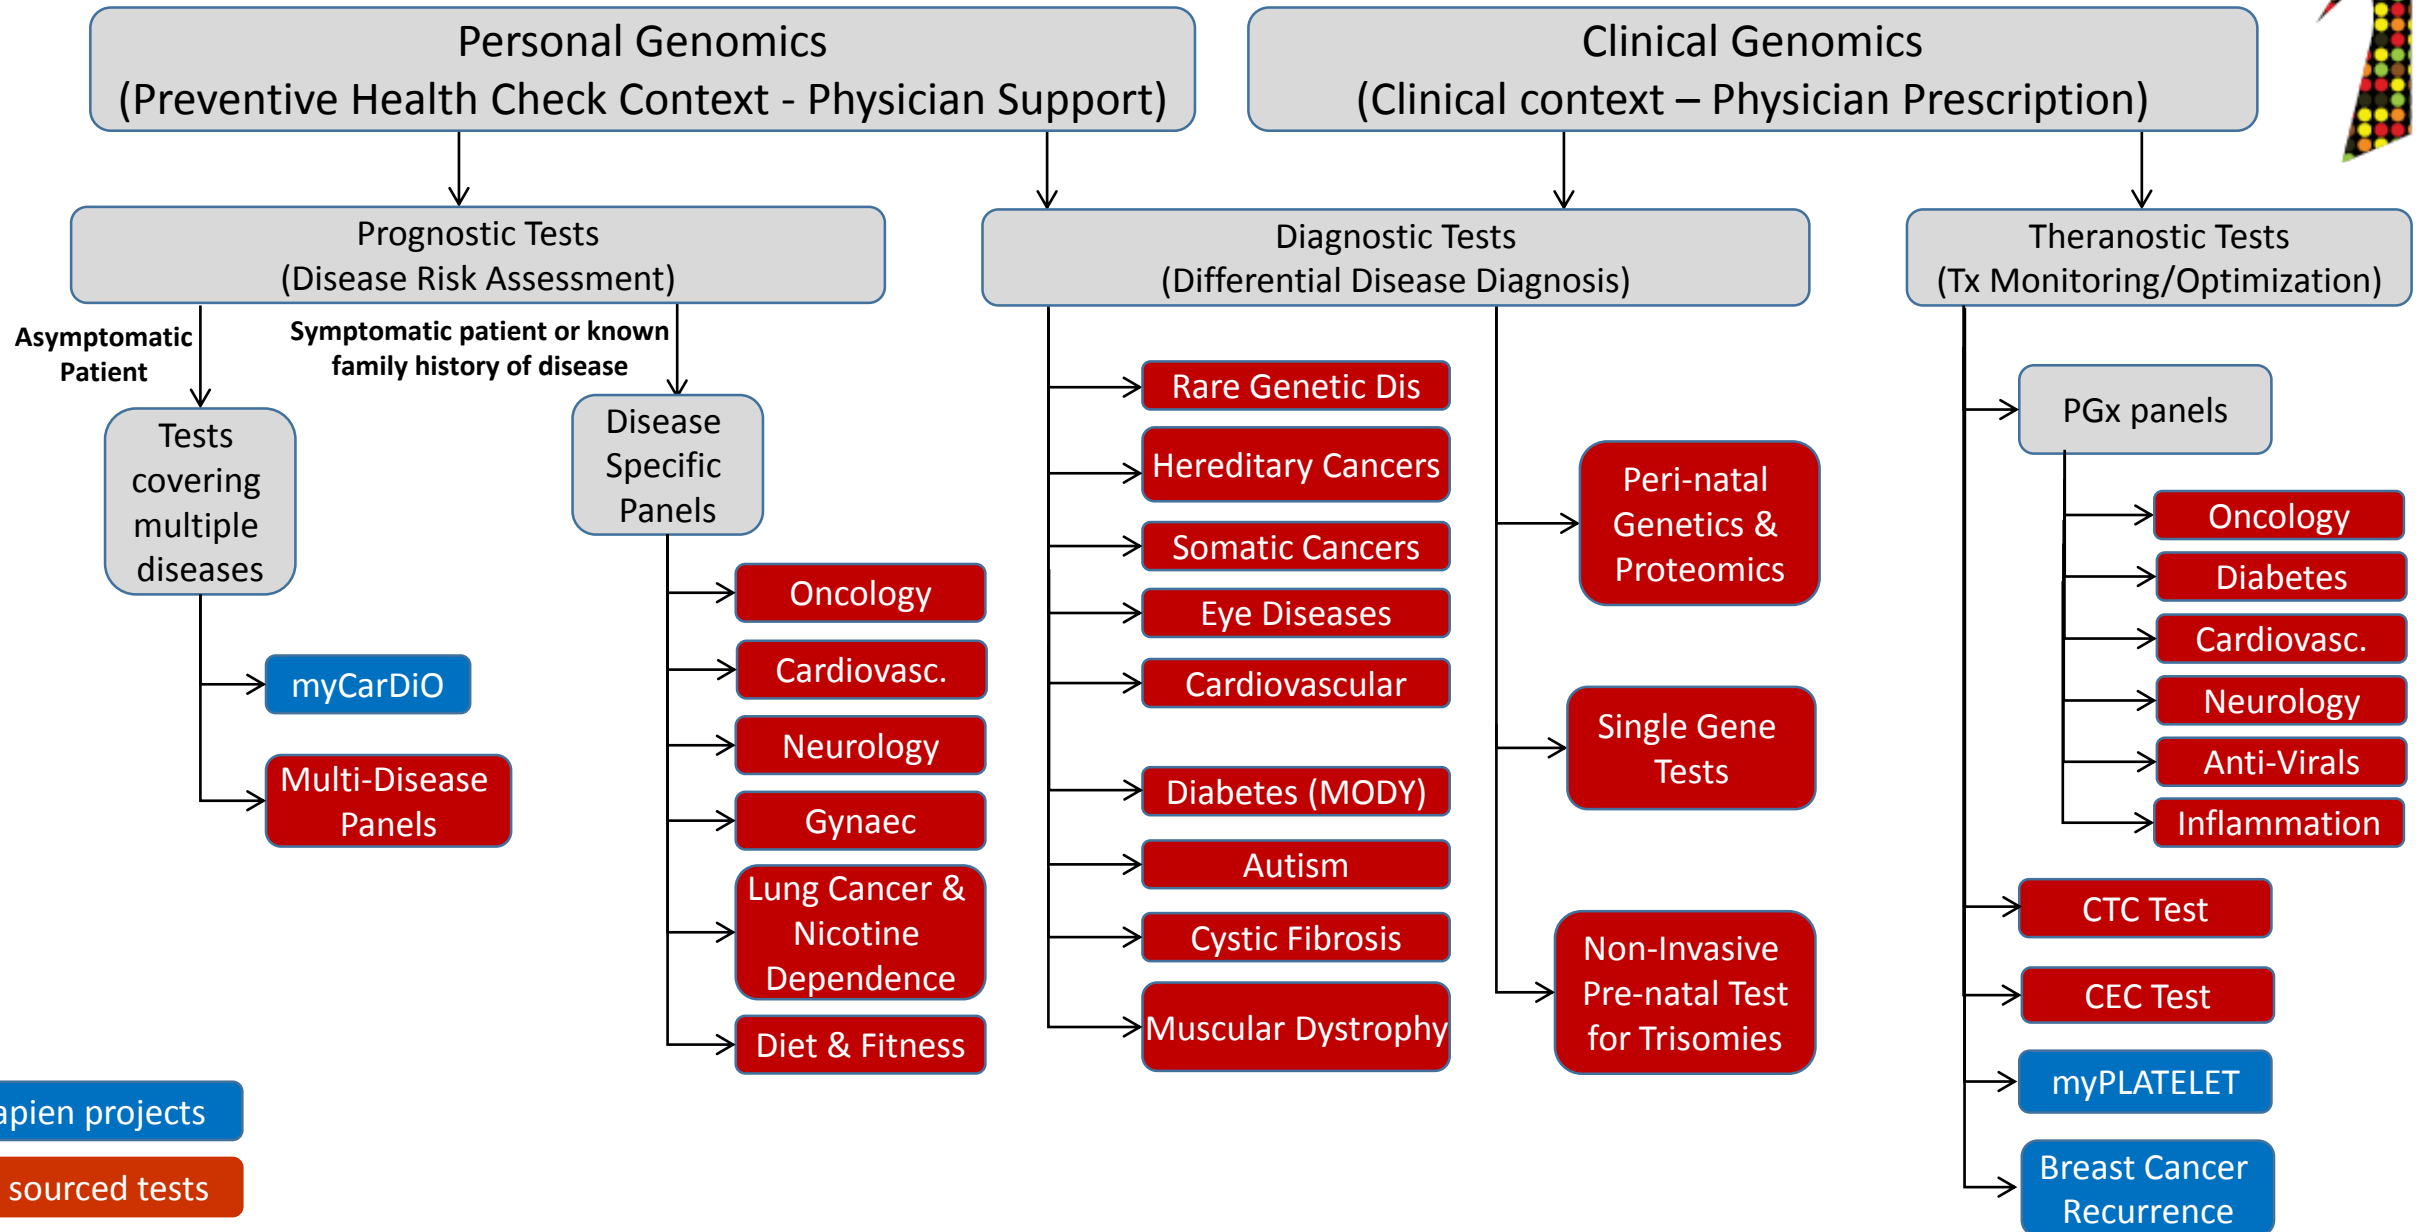 Personal Genomics
(Preventive Health Check Context - Physician Support)
Clinical Genomics
(Clinical context – Physician Prescription)
Prognostic Tests
(Disease Risk Assessment)
Diagnostic Tests
(Differential Disease Diagnosis)
Theranostic Tests
(Tx Monitoring/Optimization)
Asymptomatic
Patient
Symptomatic patient or known
family history of disease
Tests
covering
multiple
diseases
myCarDiO
Multi-Disease
Panels
Disease
Specific
Panels
Oncology
Cardiovasc.
Neurology
Gynaec
Lung Cancer &
Nicotine
Dependence
Diet & Fitness
Rare Genetic Dis
Hereditary Cancers
Somatic Cancers
Eye Diseases
Cardiovascular
Diabetes (MODY)
Autism
Cystic Fibrosis
Muscular Dystrophy
Peri-natal
Genetics &
Proteomics
Single Gene
Tests
Non-Invasive
Pre-natal Test
for Trisomies
PGx panels
Oncology
Diabetes
Cardiovasc.
Neurology
Anti-Virals
Inflammation
CTC Test
CEC Test
myPLATELET
Breast Cancer
Recurrence
projects
sourced tests